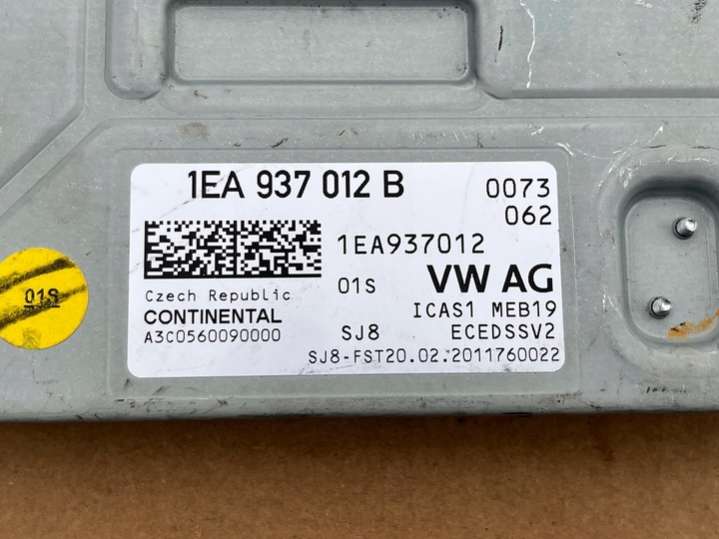 1EA 937 012 B
0073
062
1EA937012
01S
VW AG
Czech Republic
CONTINENTAL
A3C0560090000
ICAS1 MEB19
SJ8
ECEDSSV2
SJ8-FST20.02.2011760022
01S